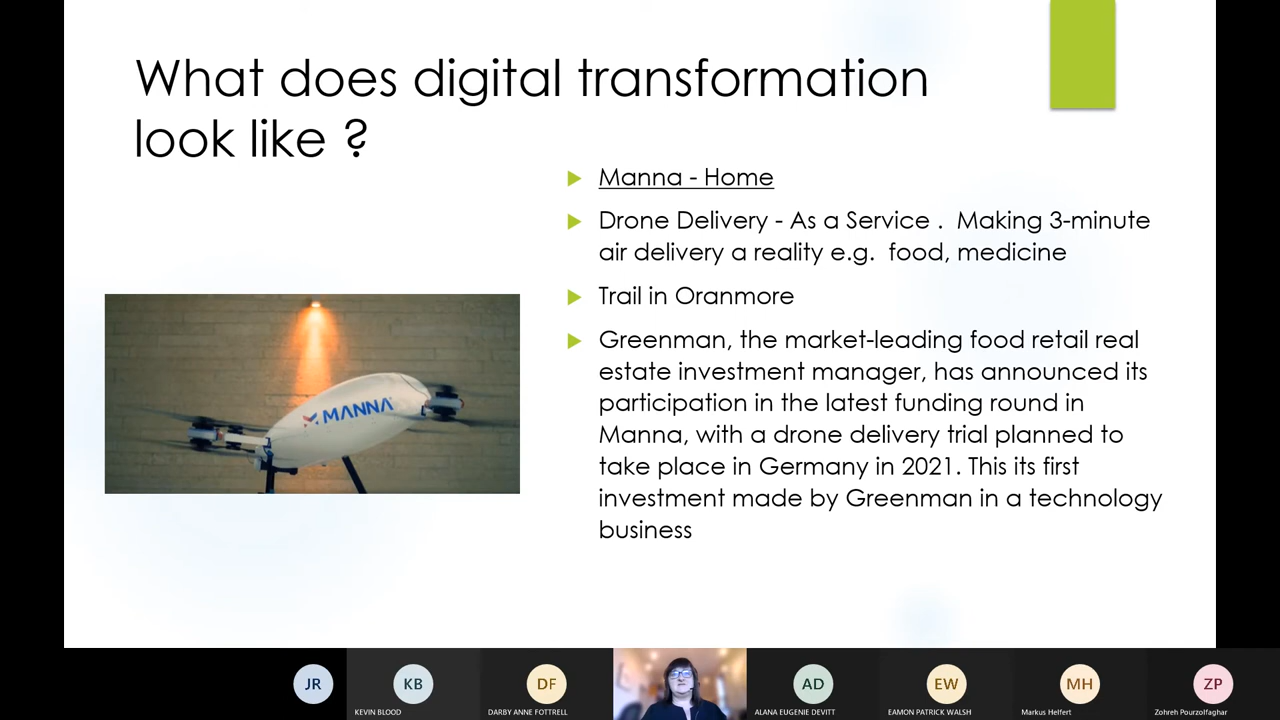 What does digital transformation
look like ?
Manna - Home
Drone Delivery - As a Service .  Making 3-minute
air delivery a reality e.g.  food, medicine
Trail in Oranmore
Greenman, the market-leading food retail real
estate investment manager, has announced its
participation in the latest funding round in
Manna, with a drone delivery trial planned to
take place in Germany in 2021. This its first
investment made by Greenman in a technology
business
MANNA
JR
KB
DF
AD
EW
MH
ZP
KEVIN BLOOD
DARBY ANNE FOTTRELL
ALANA EUGENIE DEVITT
EAMON PATRICK WALSH
Markus Helfert
Zohreh Pourzolfaghar